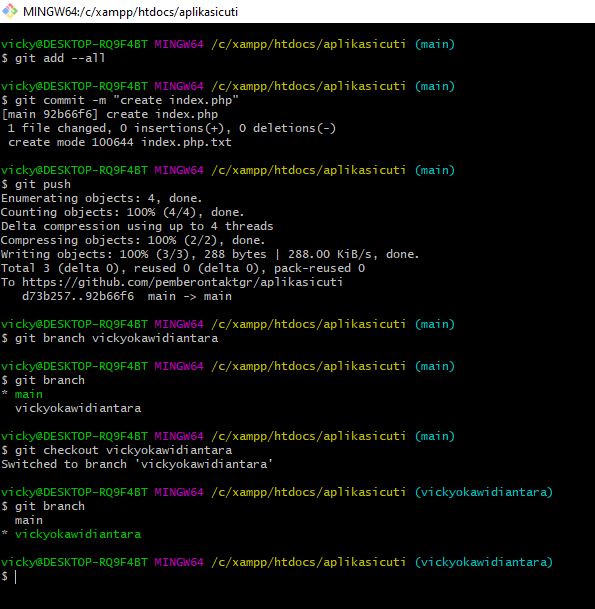 MINGW64:/c/xampp/htdocs/aplikasicuti
vicky@DESKTOP-RQ9F4BT MINGW64 /c/xampp/htdocs/aplikasicuti (main)
$ git add --all
vicky@DESKTOP-RQ9F4BT MINGW64 /c/xampp/htdocs/aplikasicuti (main)
$ git commit -m "create index.php"
[main 92b66f6] create index.php
 1 file changed, 0 insertions(+), 0 deletions(-)
 create mode 100644 index.php.txt
vicky@DESKTOP-RQ9F4BT MINGW64 /c/xampp/htdocs/aplikasicuti (main)
$ git push
Enumerating objects: 4, done.
Counting objects: 100% (4/4), done.
Delta compression using up to 4 threads
Compressing objects: 100% (2/2), done.
Writing objects: 100% (3/3), 288 bytes | 288.00 KiB/s, done.
Total 3 (delta 0), reused 0 (delta 0), pack-reused 0
To https://github.com/pemberontaktgr/aplikasicuti
   d73b257..92b66f6  main -> main
vicky@DESKTOP-RQ9F4BT MINGW64 /c/xampp/htdocs/aplikasicuti (main)
$ git branch vickyokawidiantara
vicky@DESKTOP-RQ9F4BT MINGW64 /c/xampp/htdocs/aplikasicuti (main)
$ git branch
* main
  vickyokawidiantara
vicky@DESKTOP-RQ9F4BT MINGW64 /c/xampp/htdocs/aplikasicuti (main)
$ git checkout vickyokawidiantara
Switched to branch 'vickyokawidiantara'
vicky@DESKTOP-RQ9F4BT MINGW64 /c/xampp/htdocs/aplikasicuti (vickyokawidiantara)
$ git branch
  main
* vickyokawidiantara
vicky@DESKTOP-RQ9F4BT MINGW64 /c/xampp/htdocs/aplikasicuti (vickyokawidiantara)
$